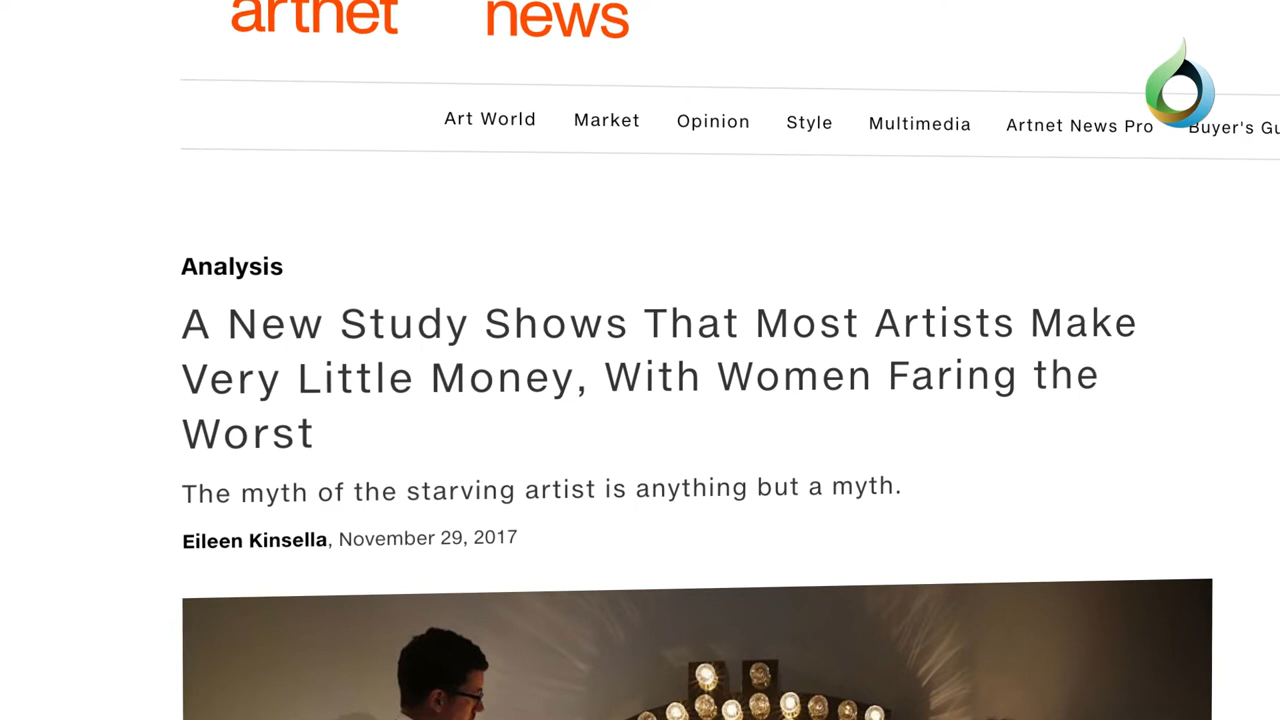 artnet news
Art World Market Opinion Style Multimedia Artnet News Pro Buyer's Gu
Analysis
A New Study Shows That Most Artists Make
Very Little Money, With Women Faring the
Worst
The myth of the starving artist is anything but a myth.
Eileen Kinsella, November 29, 2017